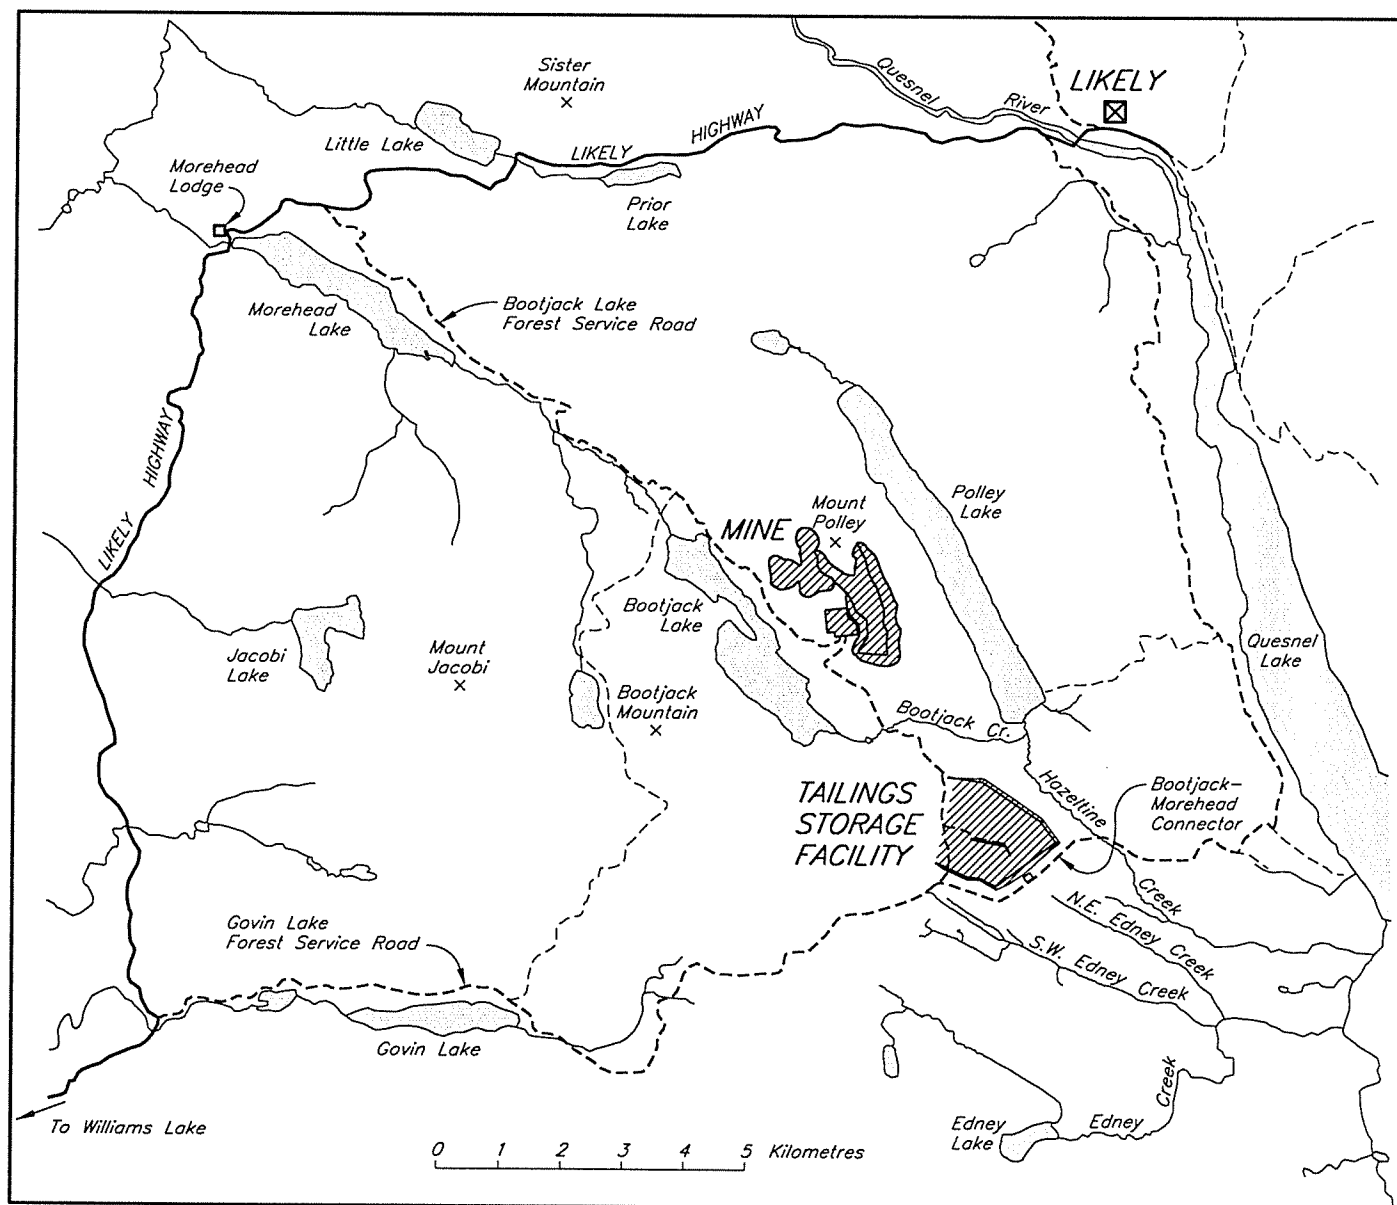 Sister
Mountain
Quesnel
River
LIKELY
Little Lake
LIKELY
HIGHWAY
Morehead
Lodge
Prior
Lake
Morehead
Lake
Bootjack Lake
Forest Service Road
LIKELY
HIGHWAY
MINE
Mount
Polley
Polley
Lake
Bootjack
Lake
Jacobi
Lake
Mount
Jacobi
Bootjack
Mountain
Quesnel
Lake
Bootjack Cr.
TAILINGS
STORAGE
FACILITY
Hazeltine
Creek
Bootjack-
Morehead
Connector
Govin Lake
Forest Service Road
N.E. Edney Creek
S.W. Edney Creek
Govin Lake
Edney
Lake
Edney
Creek
To Williams Lake
0 1 2 3 4 5 Kilometres